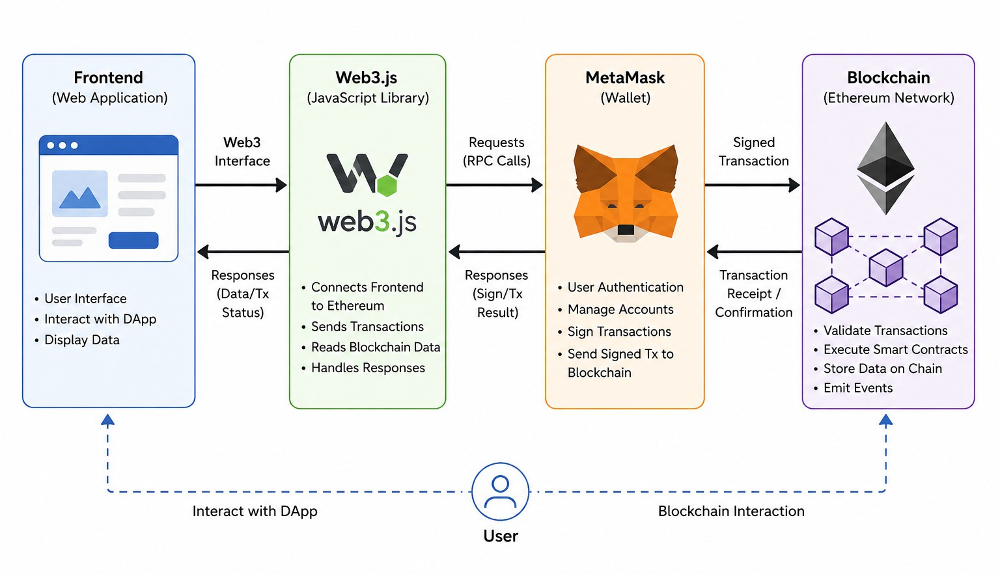 Frontend
(Web Application)
• User Interface
• Interact with DApp
• Display Data
Web3
Interface
Responses
(Data/Tx
Status)
Web3.js
(JavaScript Library)
web3.js
• Connects Frontend
to Ethereum
• Sends Transactions
• Reads Blockchain Data
• Handles Responses
Requests
(RPC Calls)
Responses
(Sign/Tx
Result)
MetaMask
(Wallet)
• User Authentication
• Manage Accounts
• Sign Transactions
• Send Signed Tx to
Blockchain
Signed
Transaction
Transaction
Receipt /
Confirmation
Blockchain
(Ethereum Network)
• Validate Transactions
• Execute Smart Contracts
• Store Data on Chain
• Emit Events
Interact with DApp
Blockchain Interaction
User